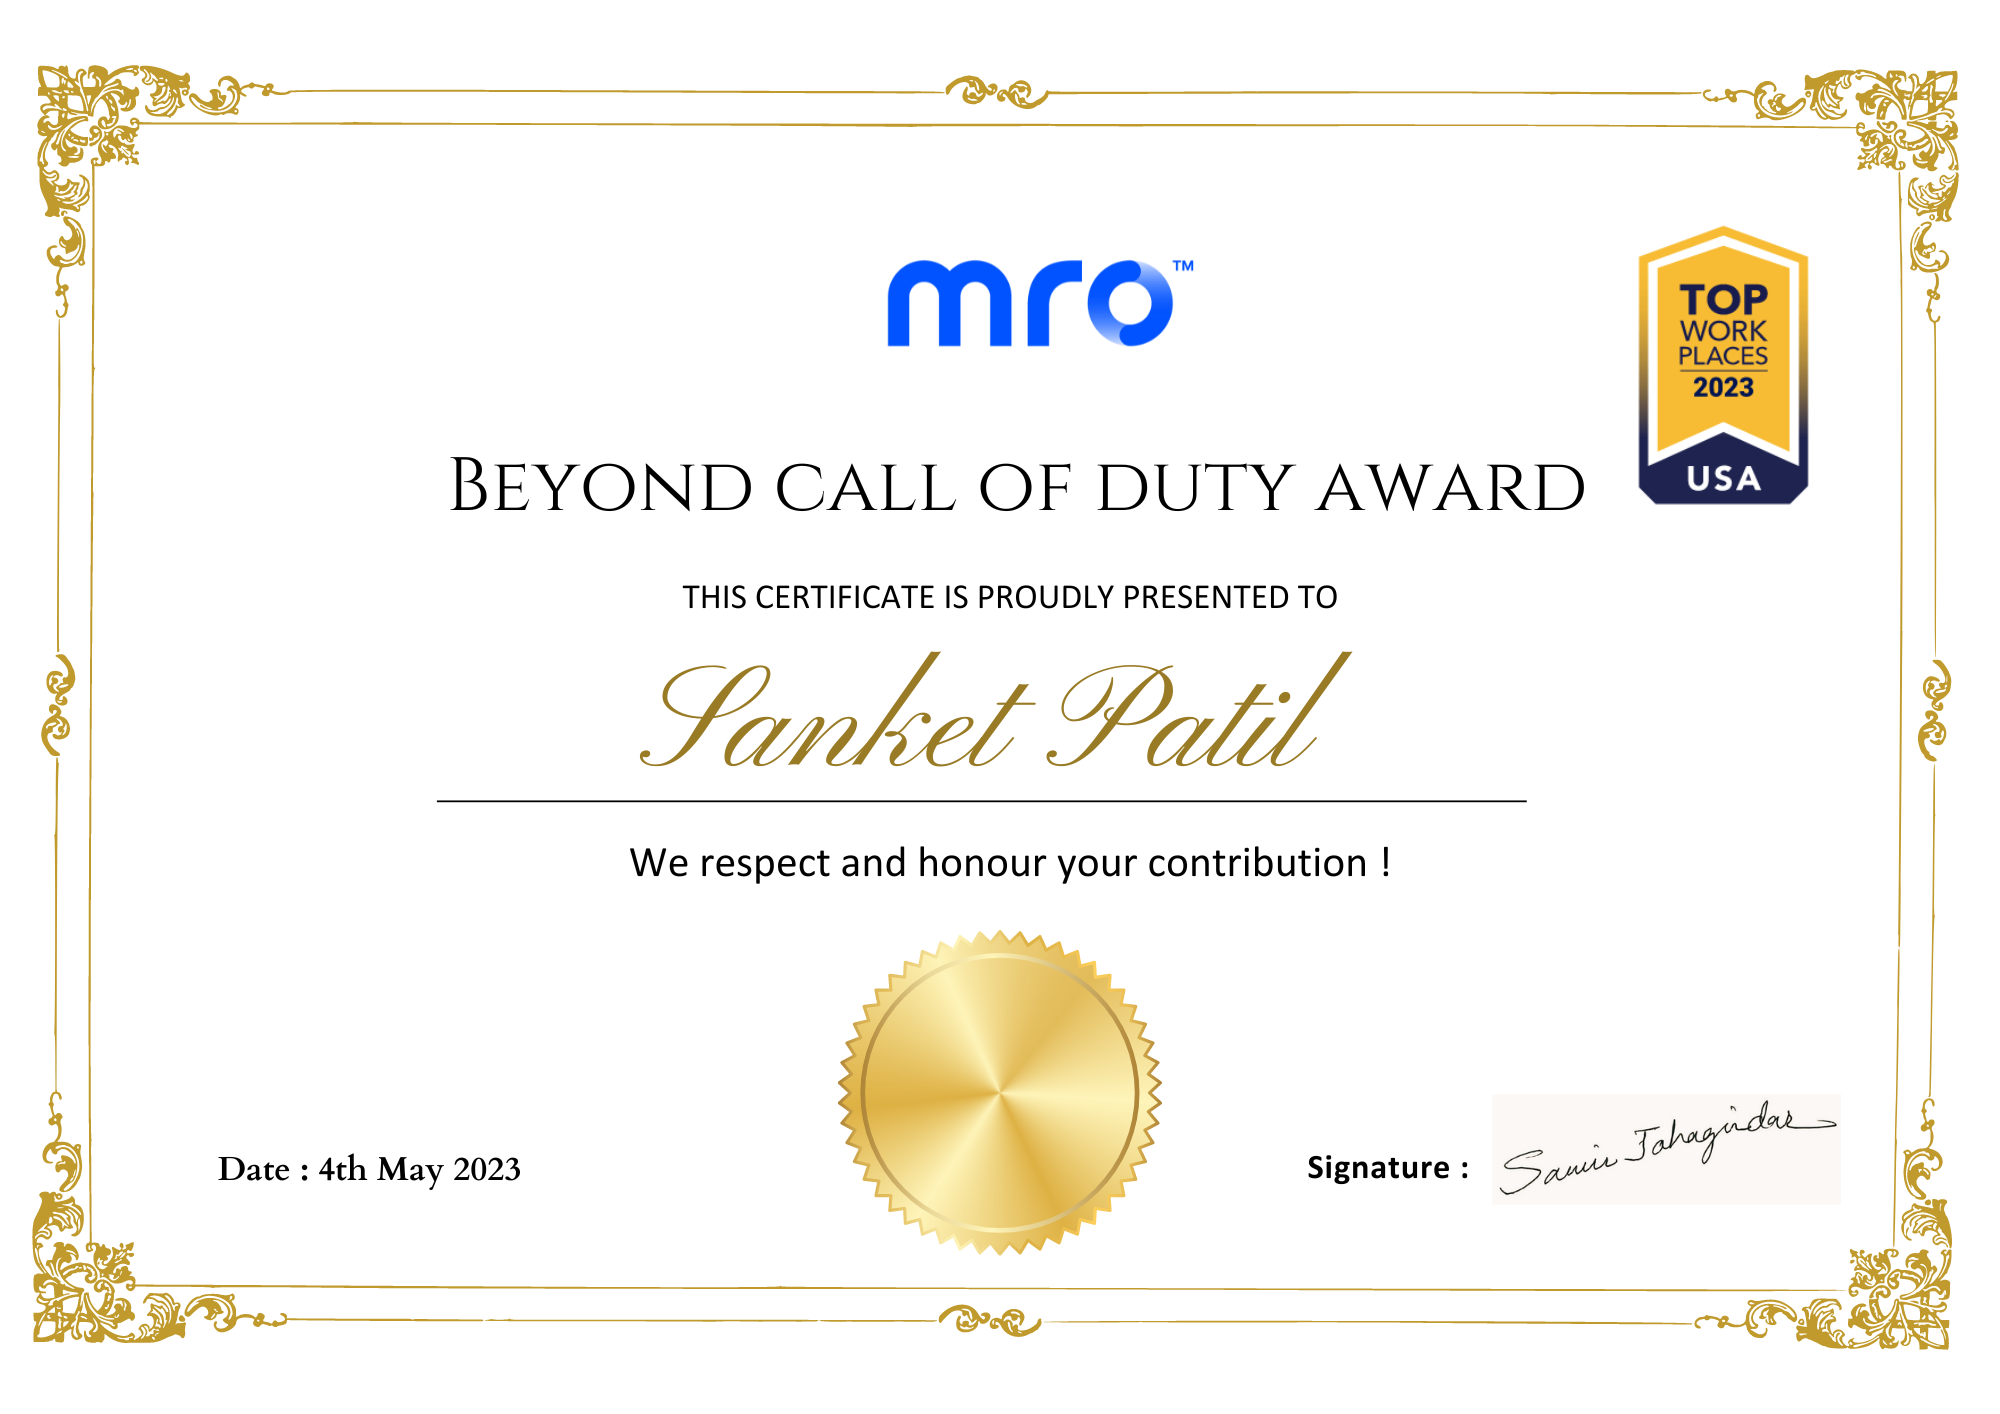 mro™
TOP
WORK
PLACES
2023
USA
BEYOND CALL OF DUTY AWARD
THIS CERTIFICATE IS PROUDLY PRESENTED TO
Sanket Patil
We respect and honour your contribution !
Date : 4th May 2023
Signature : Samir Jahagirdar